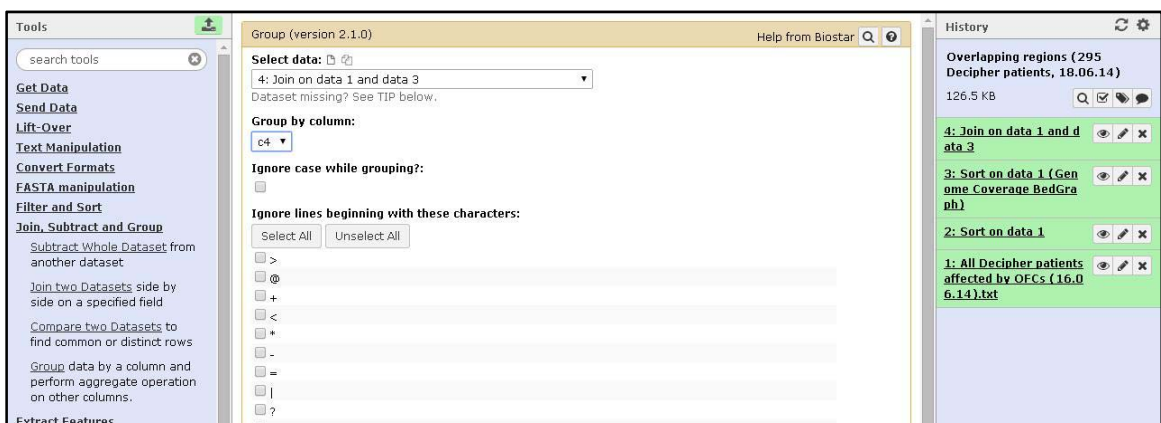 Tools
search tools
Get Data
Send Data
Lift-Over
Text Manipulation
Convert Formats
FASTA manipulation
Filter and Sort
Join, Subtract and Group
Subtract Whole Dataset from
another dataset
Join two Datasets side by
side on a specified field
Compare two Datasets to
find common or distinct rows
Group data by a column and
perform aggregate operation
on other columns.
Extract Features
Group (version 2.1.0)
Help from Biostar
Select data:
4: Join on data 1 and data 3
Dataset missing? See TIP below.
Group by column:
c4
Ignore case while grouping?:
Ignore lines beginning with these characters:
Select All Unselect All
>
@
+
<
*
-
=
|
?
History
Overlapping regions (295
Decipher patients, 18.06.14)
126.5 KB
4: Join on data 1 and d
ata 3
3: Sort on data 1 (Gen
ome Coverage BedGra
ph)
2: Sort on data 1
1: All Decipher patients
affected by OFCs (16.0
6.14).txt